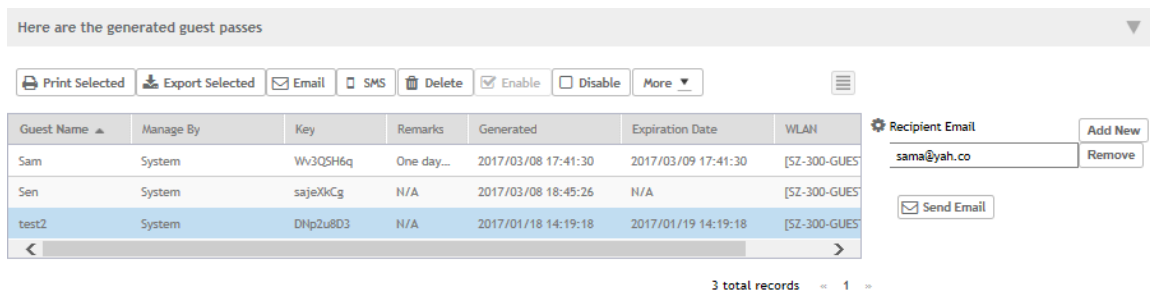 Here are the generated guest passes
Print Selected Export Selected Email SMS Delete Enable Disable More
Guest Name Manage By Key Remarks Generated Expiration Date WLAN
Recipient Email Add New
Sam System Wv3QSH6q One day... 2017/03/08 17:41:30 2017/03/09 17:41:30 [SZ-300-GUEST
sama@yah.co Remove
Sen System sajeXkCg N/A 2017/03/08 18:45:26 N/A [SZ-300-GUES
Send Email
test2 System DNp2u8D3 N/A 2017/01/18 14:19:18 2017/01/19 14:19:18 [SZ-300-GUES
3 total records « 1 »